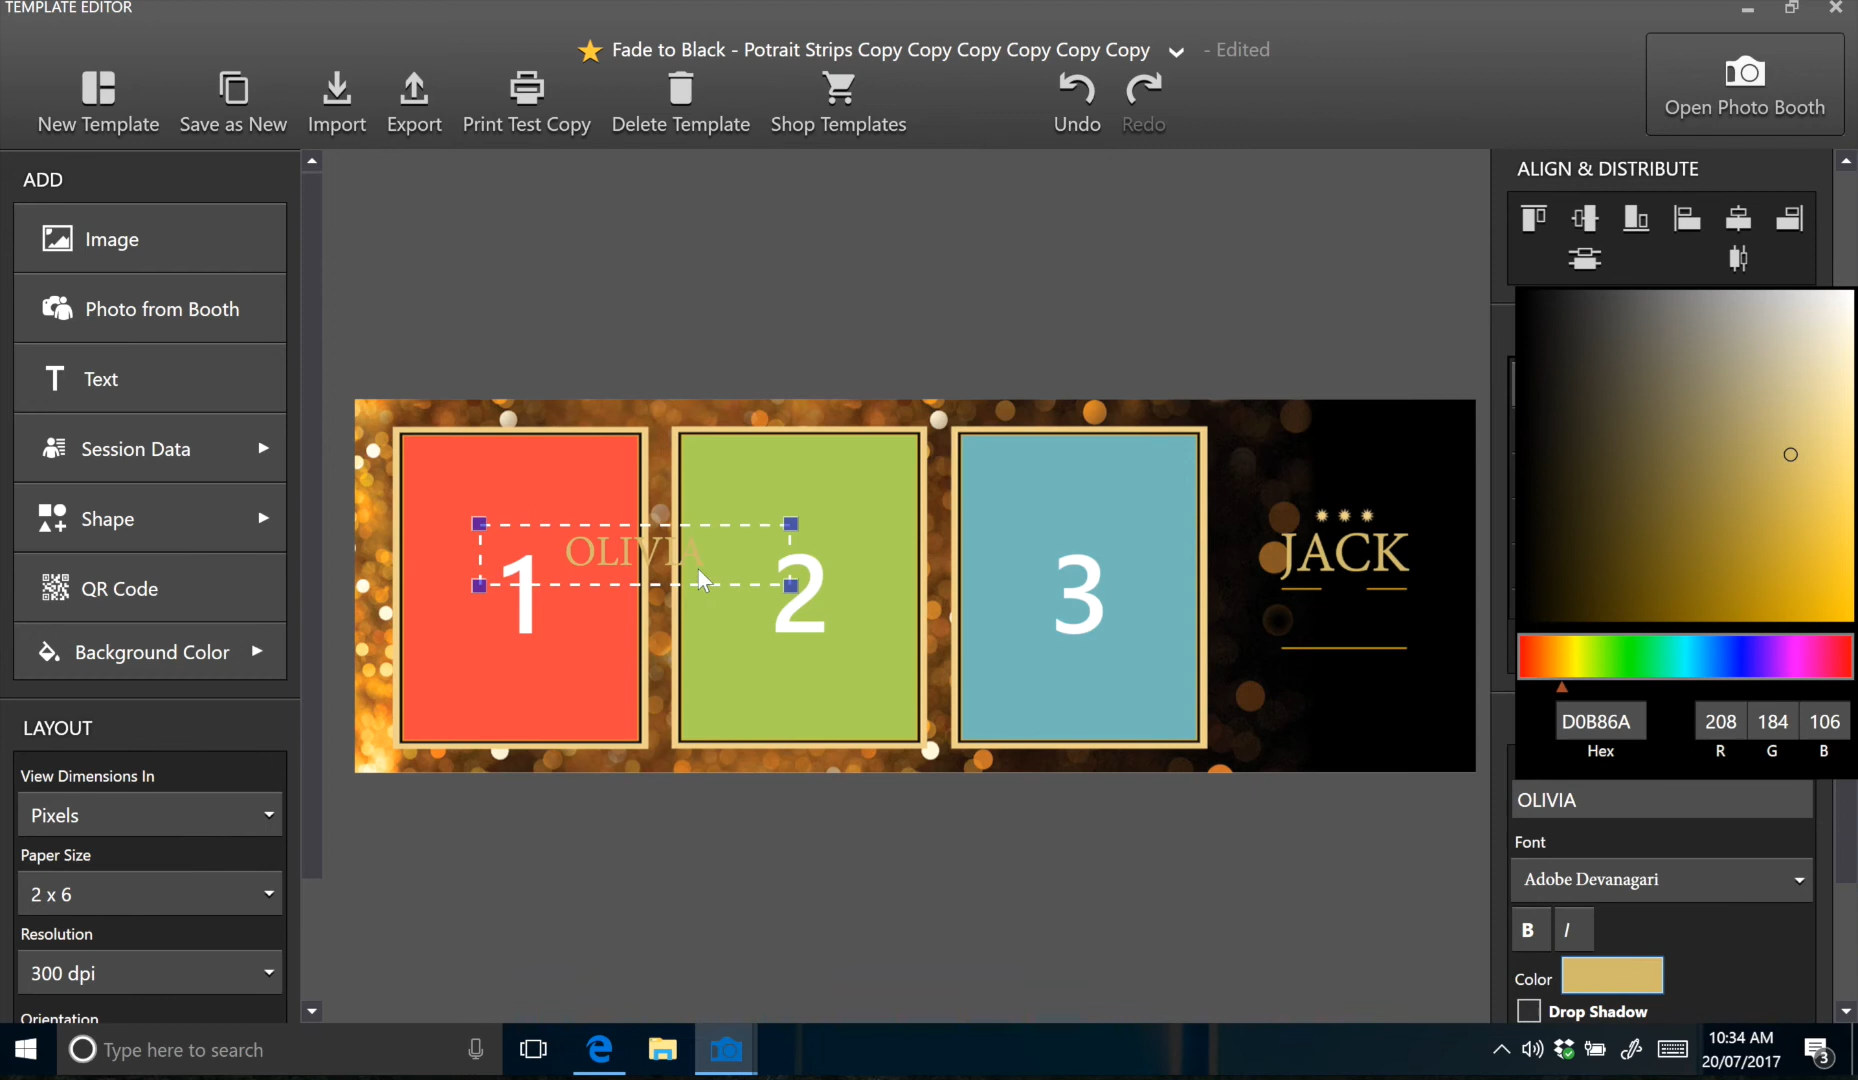 TEMPLATE EDITOR
Fade to Black - Potrait Strips Copy Copy Copy Copy Copy Copy - Edited
New Template
Save as New
Import
Export
Print Test Copy
Delete Template
Shop Templates
Undo
Redo
Open Photo Booth
ADD
Image
Photo from Booth
T Text
Session Data
Shape
QR Code
Background Color
LAYOUT
View Dimensions In
Pixels
Paper Size
2 x 6
Resolution
300 dpi
Orientation
1
OLIVIA
2
3
JACK
ALIGN & DISTRIBUTE
D0B86A 208 184 106
Hex R G B
OLIVIA
Font
Adobe Devanagari
B I
Color
Drop Shadow
Type here to search
10:34 AM
20/07/2017
3